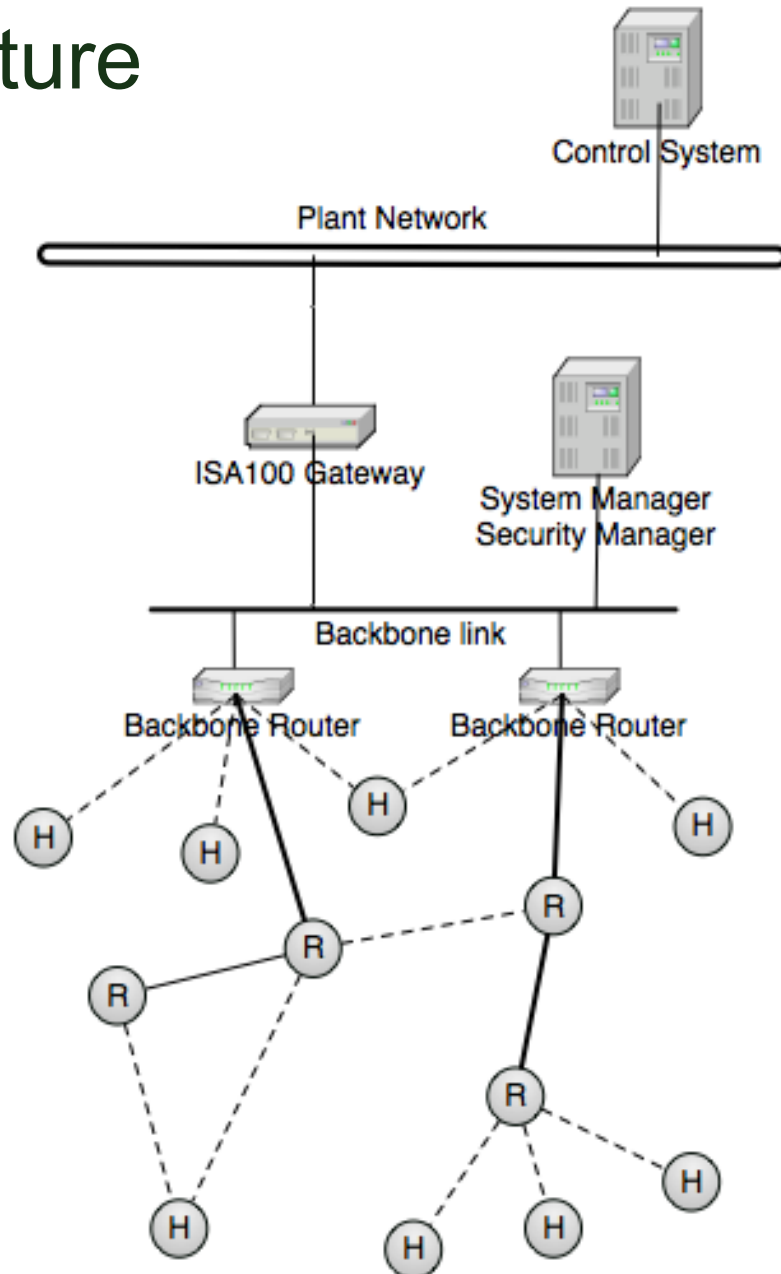 ture
Control System
Plant Network
ISA100 Gateway
System Manager
Security Manager
Backbone link
Backbone Router
Backbone Router
H
H
H
H
R
R
R
R
H
H
H
H